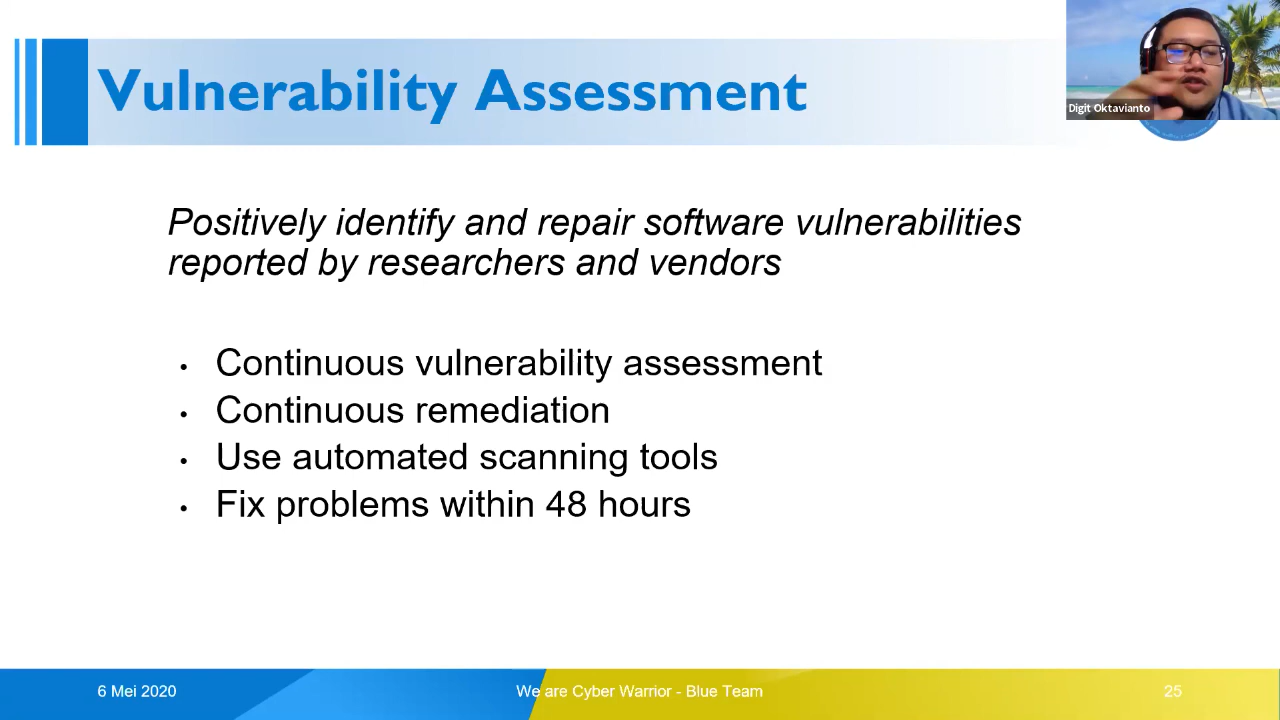 Vulnerability Assessment
Digit Oktavianto
Positively identify and repair software vulnerabilities
reported by researchers and vendors
• Continuous vulnerability assessment
• Continuous remediation
• Use automated scanning tools
• Fix problems within 48 hours
6 Mei 2020
We are Cyber Warrior - Blue Team
25